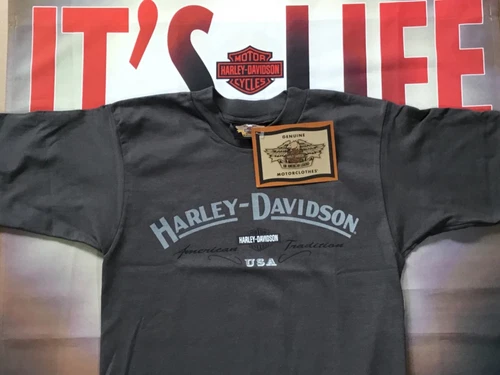 IT'S LIFE
MOTOR
HARLEY-DAVIDSON
CYCLES
GENUINE
MOTORCLOTHES
HARLEY-DAVIDSON
HARLEY-DAVIDSON
American Tradition
USA